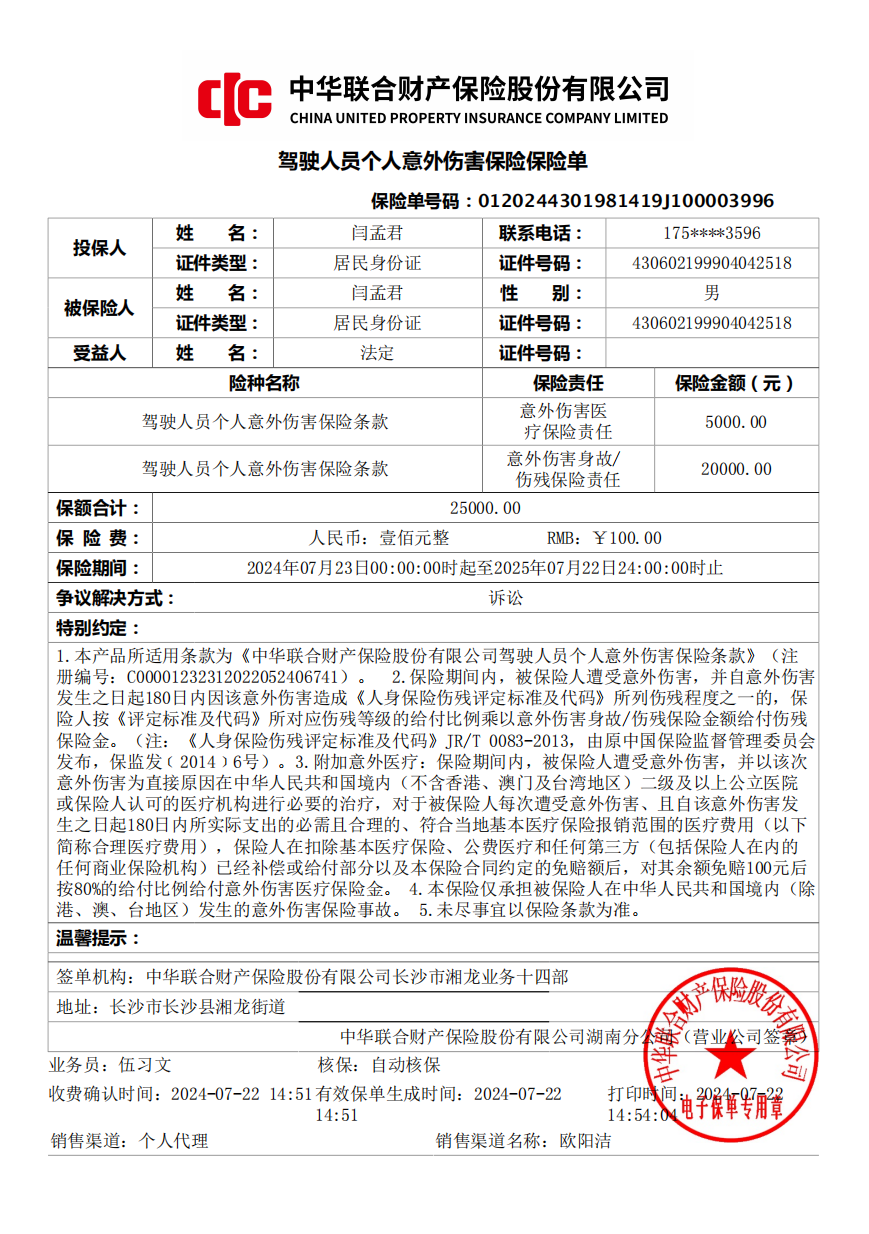 中华联合财产保险股份有限公司
CHINA UNITED PROPERTY INSURANCE COMPANY LIMITED
驾驶人员个人意外伤害保险保险单
保险单号码：0120244301981419J100003996
投保人 姓 名： 闫孟君 联系电话： 175****3596
证件类型： 居民身份证 证件号码： 430602199904042518
被保险人 姓 名： 闫孟君 性 别： 男
证件类型： 居民身份证 证件号码： 430602199904042518
受益人 姓 名： 法定 证件号码：
险种名称 保险责任 保险金额（元）
驾驶人员个人意外伤害保险条款 意外伤害医疗保险责任 5000.00
驾驶人员个人意外伤害保险条款 意外伤害身故/伤残保险责任 20000.00
保额合计： 25000.00
保 险 费： 人民币：壹佰元整 RMB：￥100.00
保险期间： 2024年07月23日00:00:00时起至2025年07月22日24:00:00时止
争议解决方式： 诉讼
特别约定：
1.本产品所适用条款为《中华联合财产保险股份有限公司驾驶人员个人意外伤害保险条款》（注
册编号：C00001232312022052406741）。 2.保险期间内，被保险人遭受意外伤害，并自意外伤害
发生之日起180日内因该意外伤害造成《人身保险伤残评定标准及代码》所列伤残程度之一的，保
险人按《评定标准及代码》所对应伤残等级的给付比例乘以意外伤害身故/伤残保险金额给付伤残
保险金。（注：《人身保险伤残评定标准及代码》JR/T 0083-2013，由原中国保险监督管理委员会
发布，保监发﹝2014﹞6号）。3.附加意外医疗：保险期间内，被保险人遭受意外伤害，并以该次
意外伤害为直接原因在中华人民共和国境内（不含香港、澳门及台湾地区）二级及以上公立医院
或保险人认可的医疗机构进行必要的治疗，对于被保险人每次遭受意外伤害、且自该意外伤害发
生之日起180日内所实际支出的必需且合理的、符合当地基本医疗保险报销范围的医疗费用（以下
简称合理医疗费用），保险人在扣除基本医疗保险、公费医疗和任何第三方（包括保险人在内的
任何商业保险机构）已经补偿或给付部分以及本保险合同约定的免赔额后，对其余额免赔100元后
按80%的给付比例给付意外伤害医疗保险金。 4.本保险仅承担被保险人在中华人民共和国境内（除
港、澳、台地区）发生的意外伤害保险事故。 5.未尽事宜以保险条款为准。
温馨提示：
签单机构：中华联合财产保险股份有限公司长沙市湘龙业务十四部
地址：长沙市长沙县湘龙街道
中华联合财产保险股份有限公司湖南分公司（营业公司签章）
业务员：伍习文 核保：自动核保
收费确认时间：2024-07-22 14:51 有效保单生成时间：2024-07-22 14:51 打印时间：2024-07-22 14:54:04
销售渠道：个人代理 销售渠道名称：欧阳洁
中华联合财产保险股份有限公司
电子保单专用章